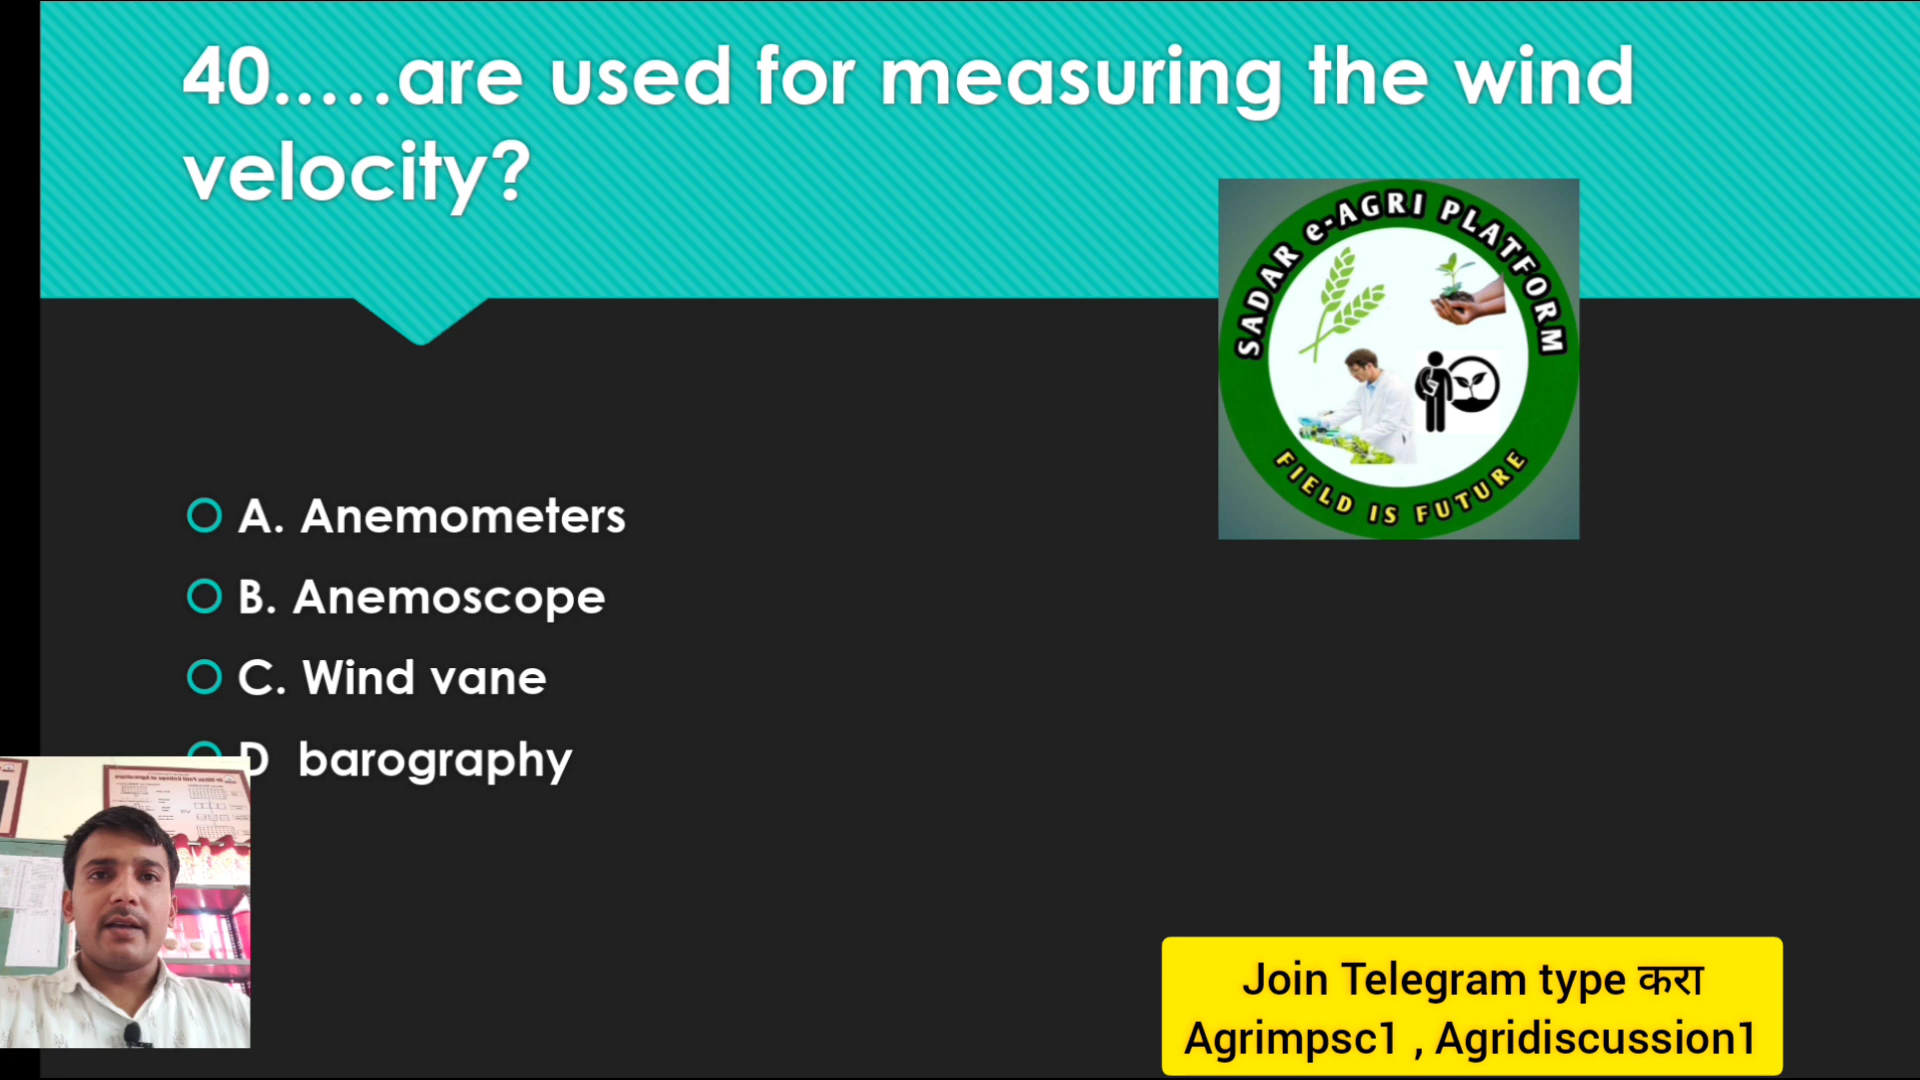 40.....are used for measuring the wind
velocity?
SADAR e-AGRI PLATFORM
FIELD IS FUTURE
A. Anemometers
B. Anemoscope
C. Wind vane
D barography
Join Telegram type करा
Agrimpsc1 , Agridiscussion1